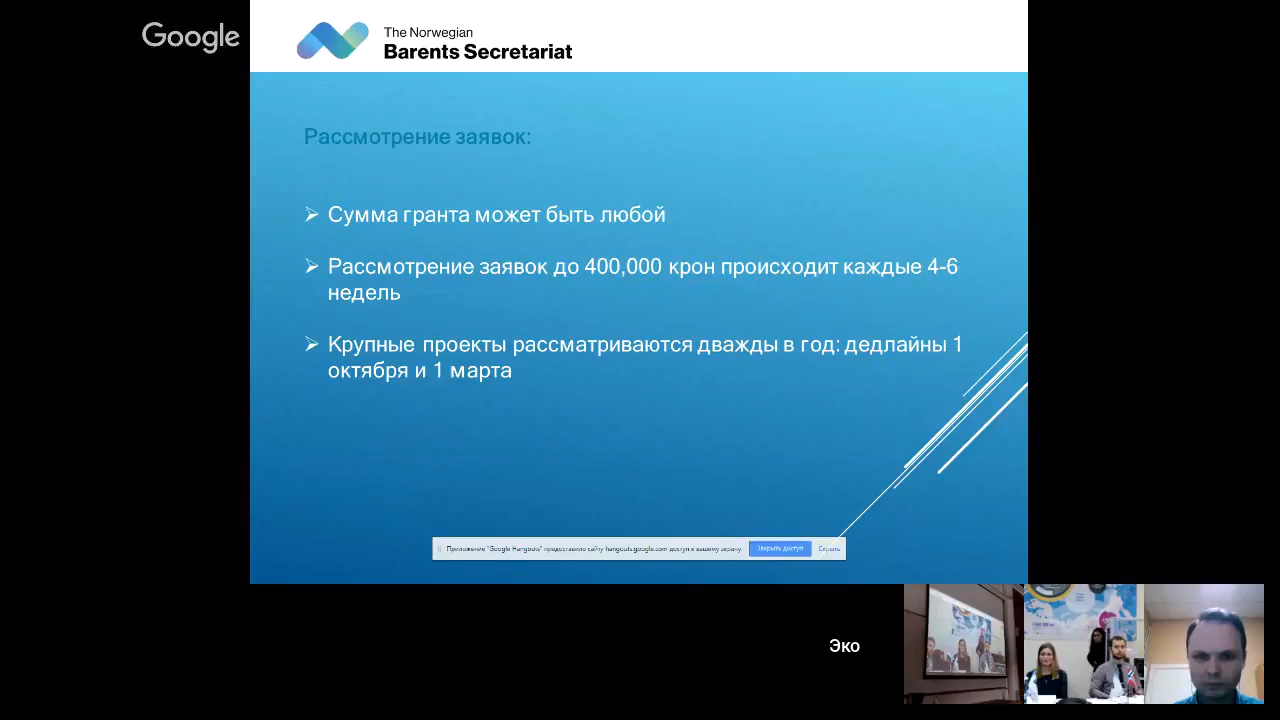 Google
The Norwegian
Barents Secretariat
Рассмотрение заявок:
Сумма гранта может быть любой
Рассмотрение заявок до 400,000 крон происходит каждые 4-6
недель
Крупные проекты рассматриваются дважды в год: дедлайны 1
октября и 1 марта
Приложение "Google Hangouts" предоставило сайту hangouts.google.com доступ к вашему экрану.
Закрыть доступ
Скрыть
Эко